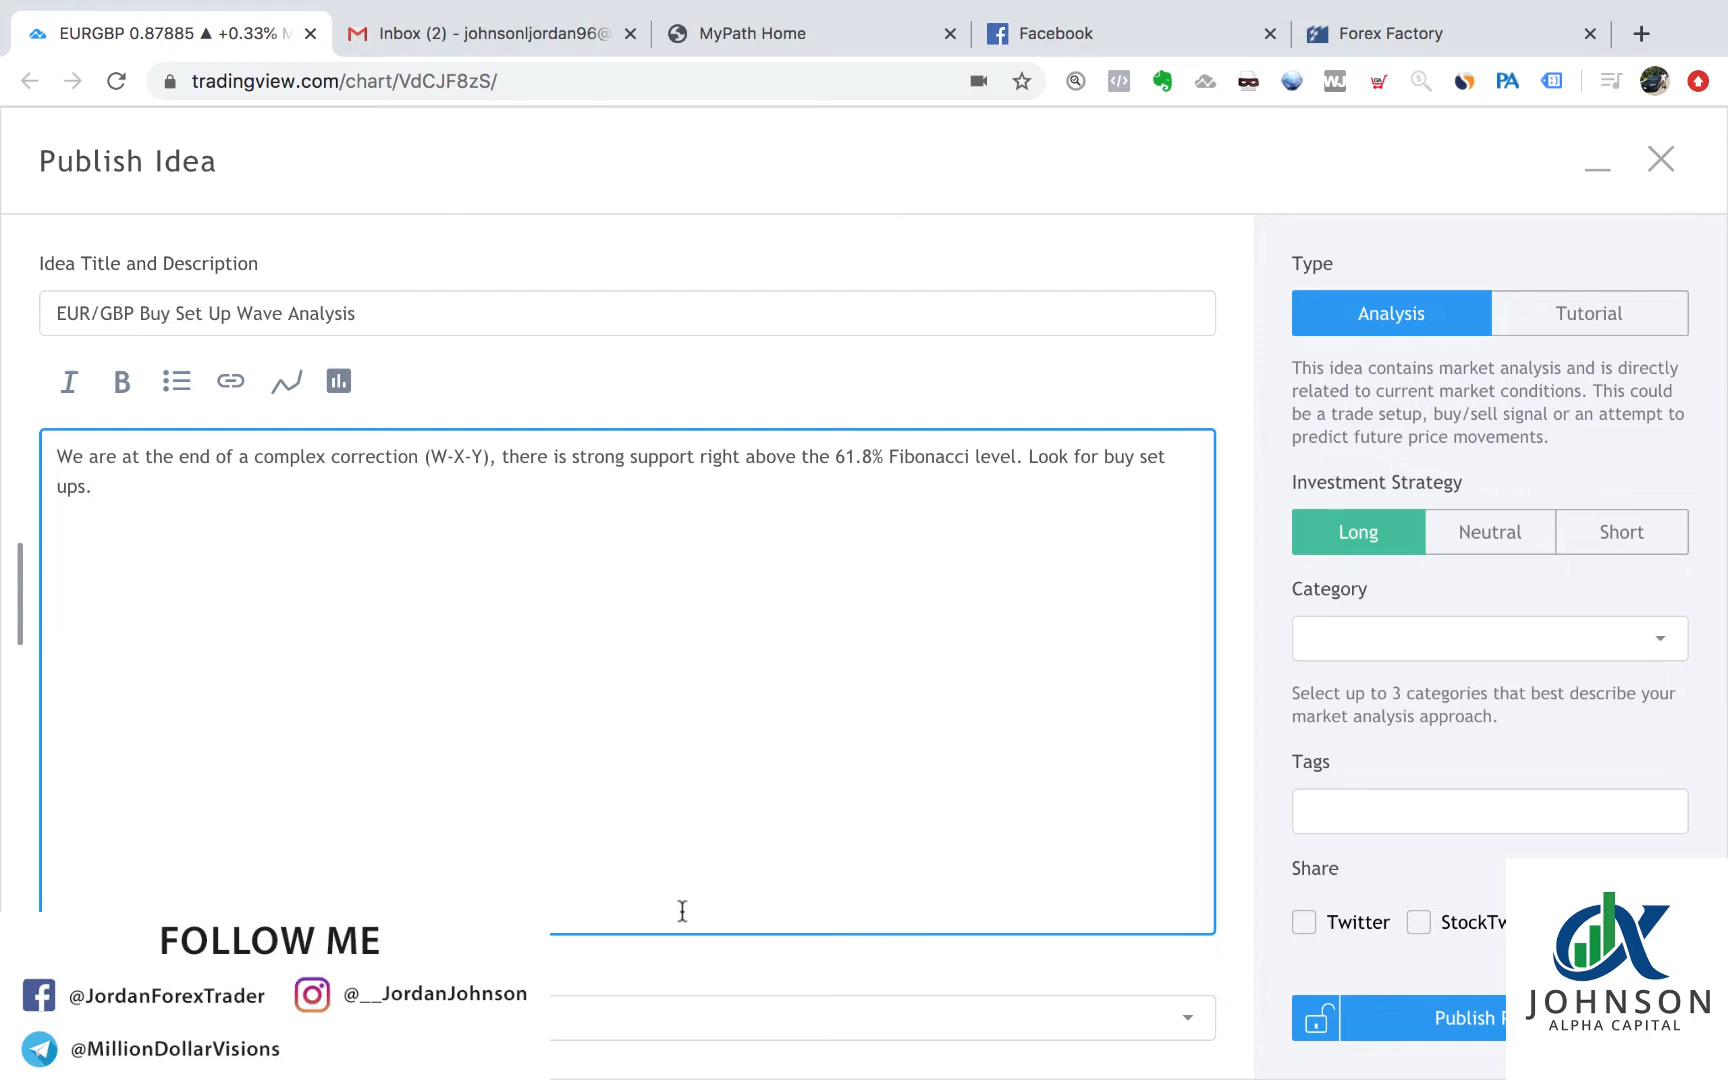 EURGBP 0.87885 ▲ +0.33% M
Inbox (2) - johnsonljordan96@
MyPath Home
Facebook
Forex Factory
tradingview.com/chart/VdCJF8zS/
WJ
PA
Publish Idea
Idea Title and Description
EUR/GBP Buy Set Up Wave Analysis
I B
We are at the end of a complex correction (W-X-Y), there is strong support right above the 61.8% Fibonacci level. Look for buy set
ups.
Type
Analysis Tutorial
This idea contains market analysis and is directly
related to current market conditions. This could
be a trade setup, buy/sell signal or an attempt to
predict future price movements.
Investment Strategy
Long Neutral Short
Category
Select up to 3 categories that best describe your
market analysis approach.
Tags
Share
Twitter StockTw
Publish P
FOLLOW ME
@JordanForexTrader @__JordanJohnson
@MillionDollarVisions
JOHNSON
ALPHA CAPITAL